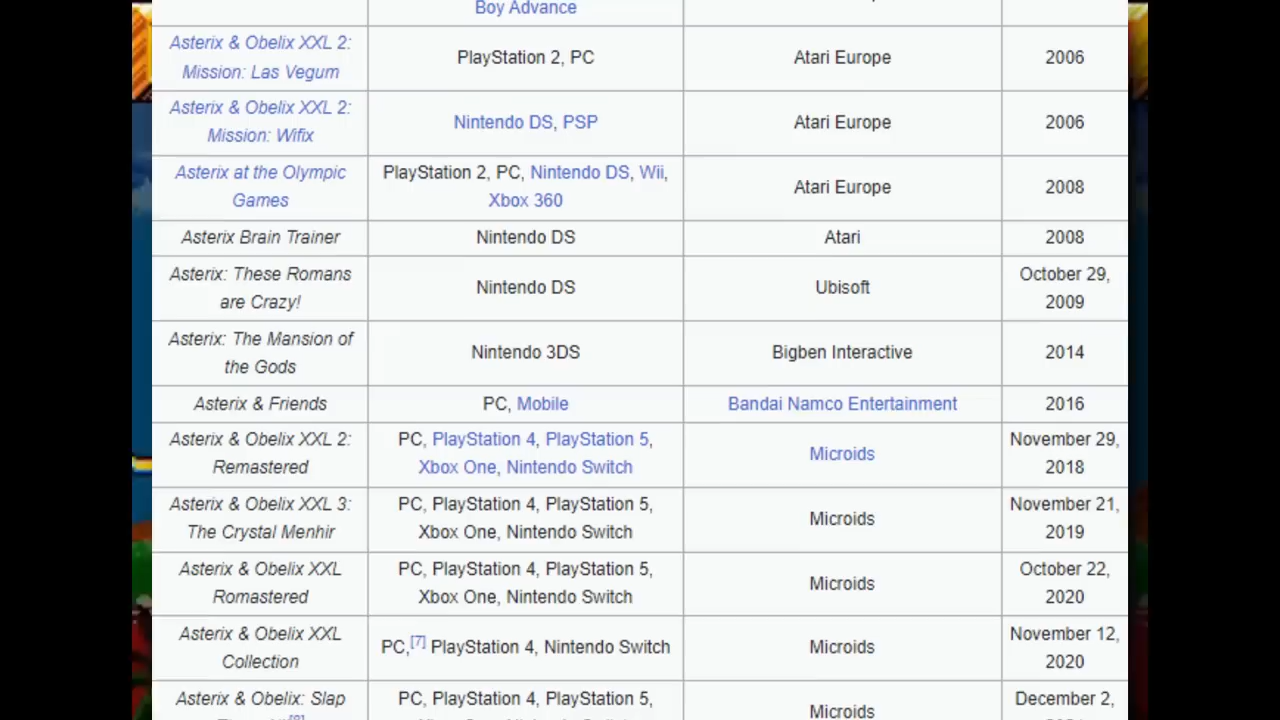 Boy Advance
Asterix & Obelix XXL 2:
Mission: Las Vegum
PlayStation 2, PC
Atari Europe
2006
Asterix & Obelix XXL 2:
Mission: Wifix
Nintendo DS, PSP
Atari Europe
2006
Asterix at the Olympic
Games
PlayStation 2, PC, Nintendo DS, Wii,
Xbox 360
Atari Europe
2008
Asterix Brain Trainer
Nintendo DS
Atari
2008
Asterix: These Romans
are Crazy!
Nintendo DS
Ubisoft
October 29,
2009
Asterix: The Mansion of
the Gods
Nintendo 3DS
Bigben Interactive
2014
Asterix & Friends
PC, Mobile
Bandai Namco Entertainment
2016
Asterix & Obelix XXL 2:
Remastered
PC, PlayStation 4, PlayStation 5,
Xbox One, Nintendo Switch
Microids
November 29,
2018
Asterix & Obelix XXL 3:
The Crystal Menhir
PC, PlayStation 4, PlayStation 5,
Xbox One, Nintendo Switch
Microids
November 21,
2019
Asterix & Obelix XXL
Romastered
PC, PlayStation 4, PlayStation 5,
Xbox One, Nintendo Switch
Microids
October 22,
2020
Asterix & Obelix XXL
Collection
PC,[7] PlayStation 4, Nintendo Switch
Microids
November 12,
2020
Asterix & Obelix: Slap
PC, PlayStation 4, PlayStation 5,
Microids
December 2,